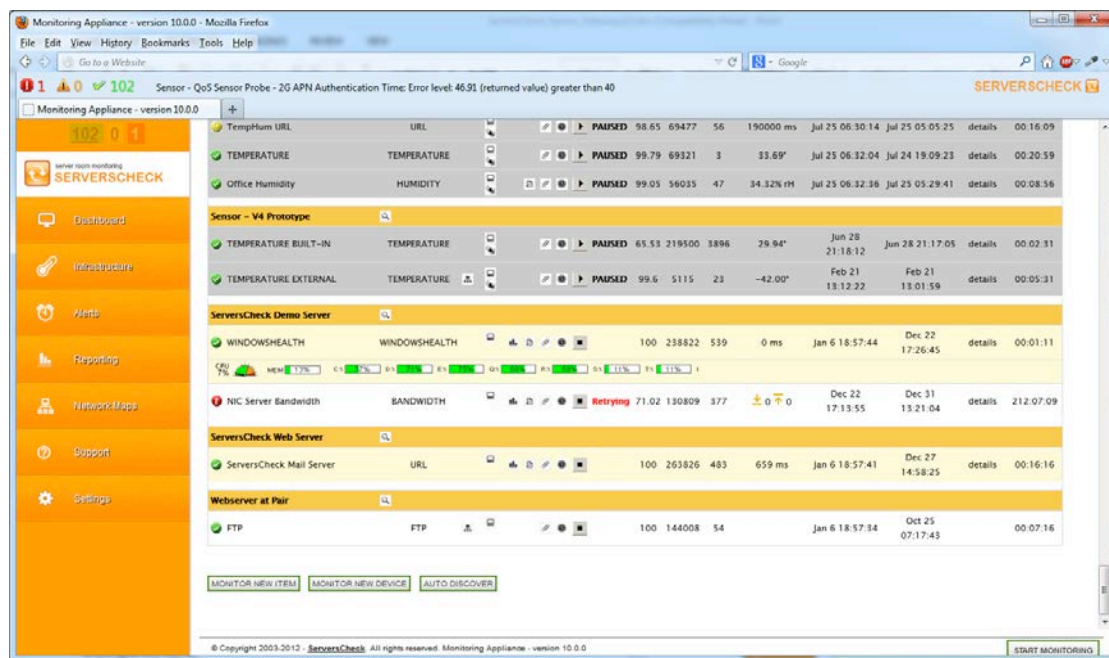 Monitoring Appliance - version 10.0.0 - Mozilla Firefox
File Edit View History Bookmarks Tools Help
Go to a Website
Google
1 0 102 Sensor - QoS Sensor Probe - 2G APN Authentication Time: Error level: 46.91 (returned value) greater than 40
SERVERSCHECK
Monitoring Appliance - version 10.0.0 +
102 0 1
server room monitoring
SERVERSCHECK
Dashboard
Infrastructure
Alerts
Reporting
Network Maps
Support
Settings
TempHum URL URL PAUSED 98.65 69477 56 190000 ms Jul 25 06:30:14 Jul 25 05:05:25 details 00:16:09
TEMPERATURE TEMPERATURE PAUSED 99.79 69321 3 33.69° Jul 25 06:32:04 Jul 24 19:09:23 details 00:20:59
Office Humidity HUMIDITY PAUSED 99.05 56035 47 34.32% rH Jul 25 06:32:36 Jul 25 05:29:41 details 00:08:56
Sensor - V4 Prototype
TEMPERATURE BUILT-IN TEMPERATURE PAUSED 65.53 219500 3896 29.94° Jun 28 21:18:12 Jun 28 21:17:05 details 00:02:31
TEMPERATURE EXTERNAL TEMPERATURE PAUSED 99.6 5115 23 -42.00° Feb 21 13:12:22 Feb 21 13:01:59 details 00:05:31
ServersCheck Demo Server
WINDOWSHEALTH WINDOWSHEALTH 100 238822 539 0 ms Jan 6 18:57:44 Dec 22 17:26:45 details 00:01:11
CPU 7% MEM 13% C: D: E: Q: R: S: 11% T: 11%
NIC Server Bandwidth BANDWIDTH Retrying 71.02 130809 377 0 0 Dec 22 17:13:55 Dec 31 13:21:04 details 212:07:09
ServersCheck Web Server
ServersCheck Mail Server URL 100 263826 483 659 ms Jan 6 18:57:41 Dec 27 14:58:25 details 00:16:16
Webserver at Pair
FTP FTP 100 144008 54 Jan 6 18:57:34 Oct 25 07:17:43 00:07:16
MONITOR NEW ITEM MONITOR NEW DEVICE AUTO DISCOVER
© Copyright 2003-2012 - ServersCheck. All rights reserved. Monitoring Appliance - version 10.0.0
START MONITORING